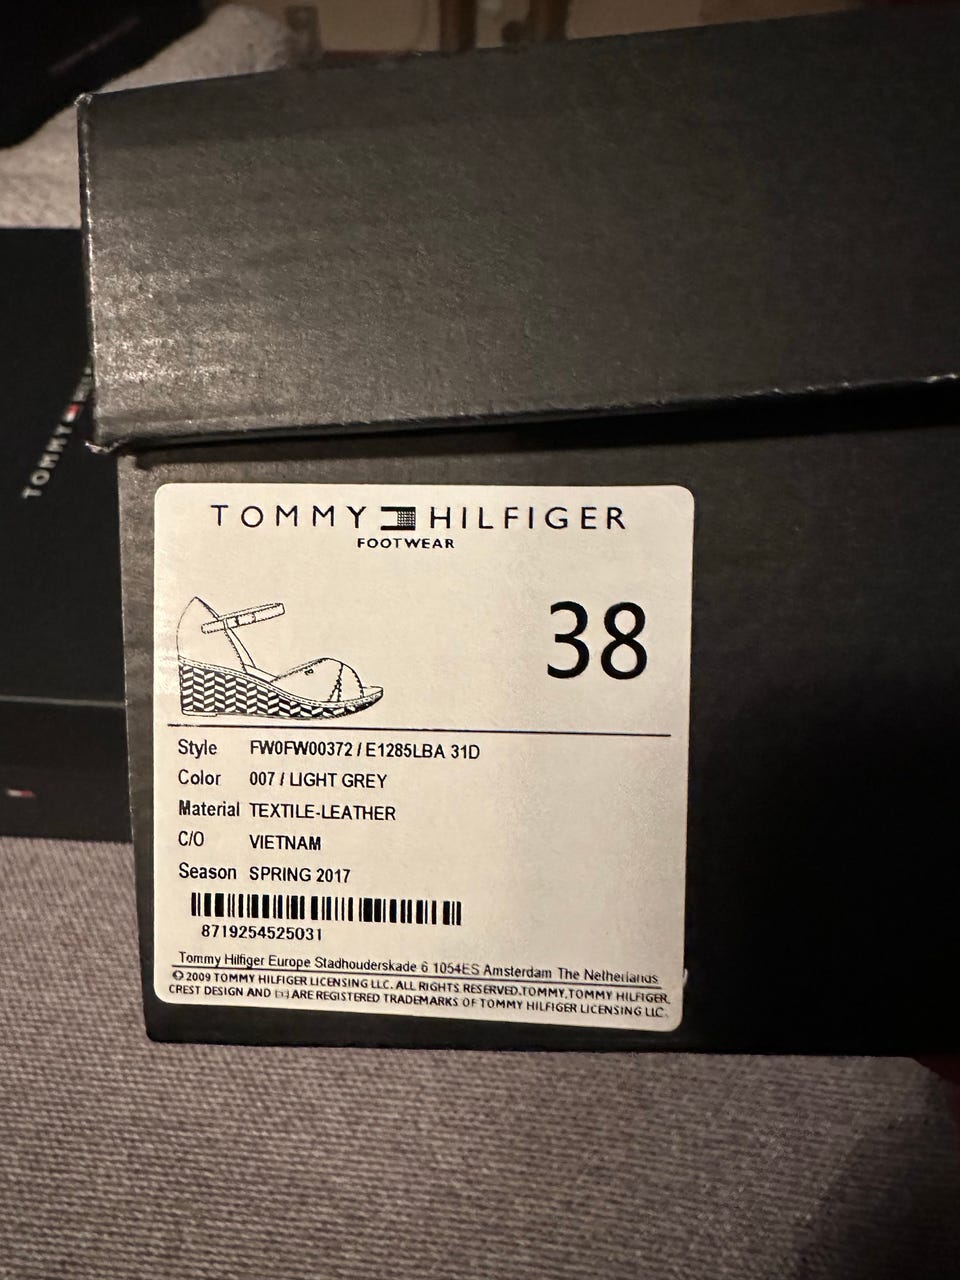 TOMMY HILFIGER
FOOTWEAR
38
Style FW0FW00372 / E1285LBA 31D
Color 007 / LIGHT GREY
Material TEXTILE-LEATHER
C/O VIETNAM
Season SPRING 2017
8719254525031
Tommy Hilfiger Europe Stadhouderskade 6 1054ES Amsterdam The Netherlands
© 2009 TOMMY HILFIGER LICENSING LLC. ALL RIGHTS RESERVED.TOMMY,TOMMY HILFIGER,
CREST DESIGN AND ARE REGISTERED TRADEMARKS OF TOMMY HILFIGER LICENSING LLC.
TOMMY